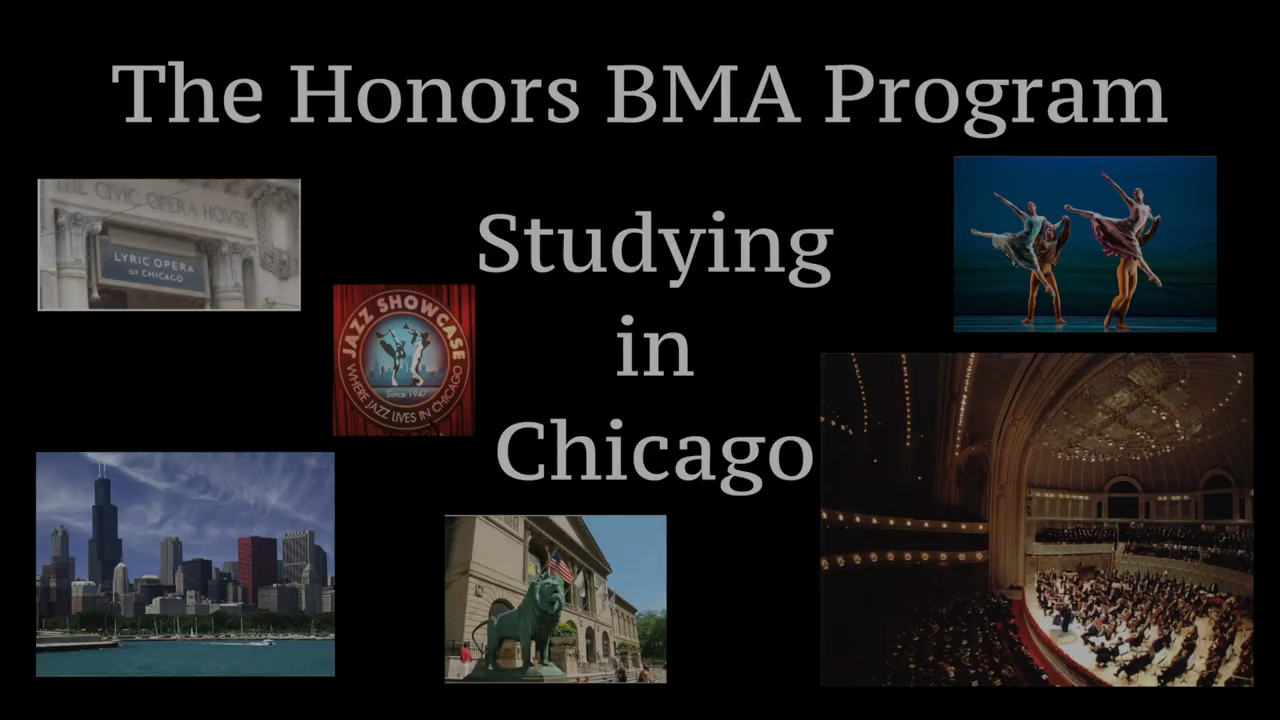 The Honors BMA Program
THE CIVIC OPERA HOVSE
LYRIC OPERA
OF CHICAGO
Studying
in
Chicago
JAZZ SHOWCASE
Since 1947
WHERE JAZZ LIVES IN CHICAGO